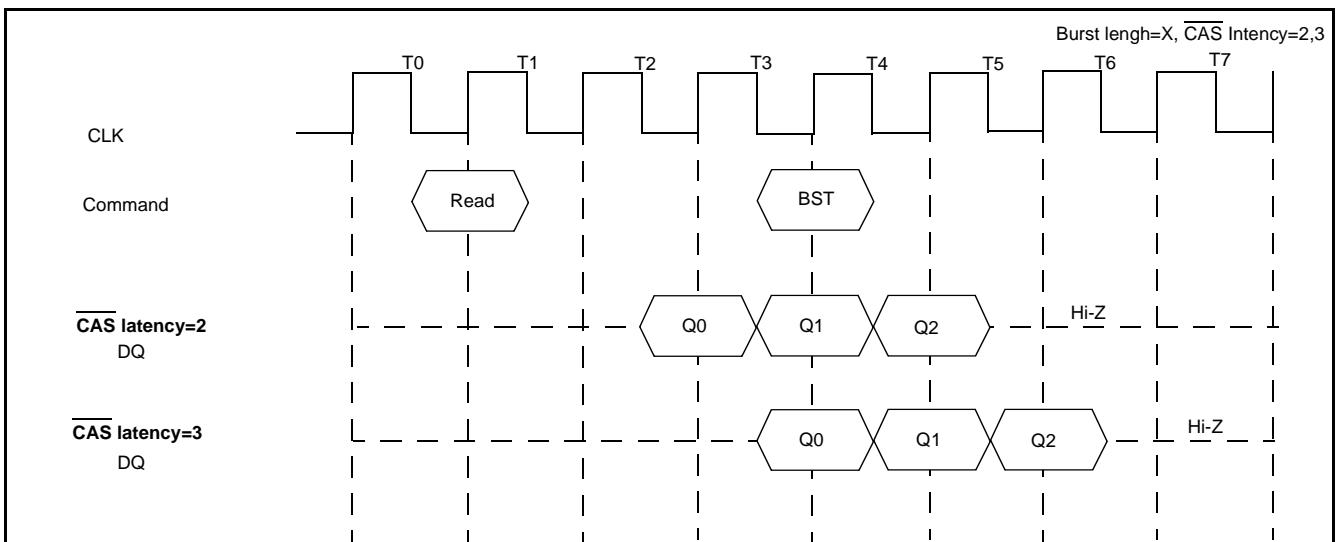 Burst lengh=X, CAS lntency=2,3
T0 T1 T2 T3 T4 T5 T6 T7
CLK
Command Read BST
CAS latency=2
DQ
Q0 Q1 Q2 Hi-Z
CAS latency=3
DQ
Q0 Q1 Q2 Hi-Z